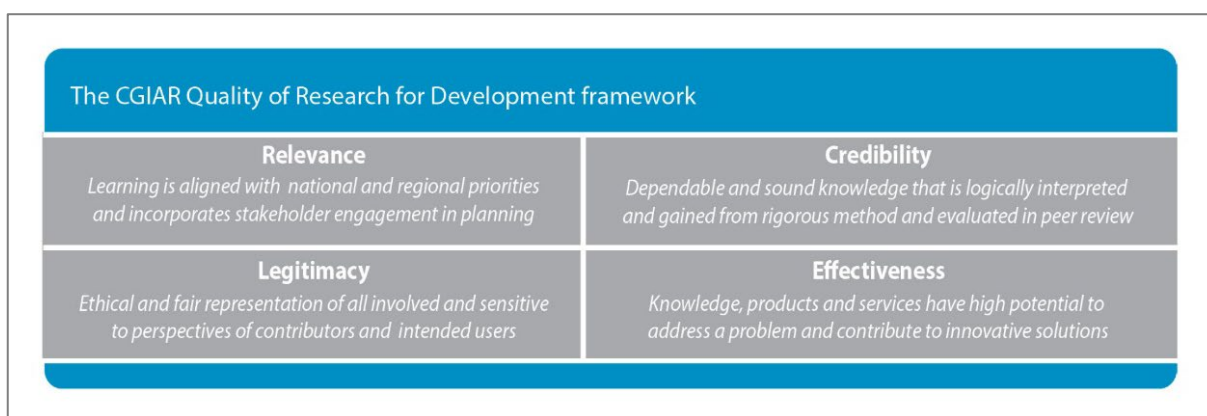 The CGIAR Quality of Research for Development framework
Relevance
Learning is aligned with national and regional priorities
and incorporates stakeholder engagement in planning
Credibility
Dependable and sound knowledge that is logically interpreted
and gained from rigorous method and evaluated in peer review
Legitimacy
Ethical and fair representation of all involved and sensitive
to perspectives of contributors and intended users
Effectiveness
Knowledge, products and services have high potential to
address a problem and contribute to innovative solutions